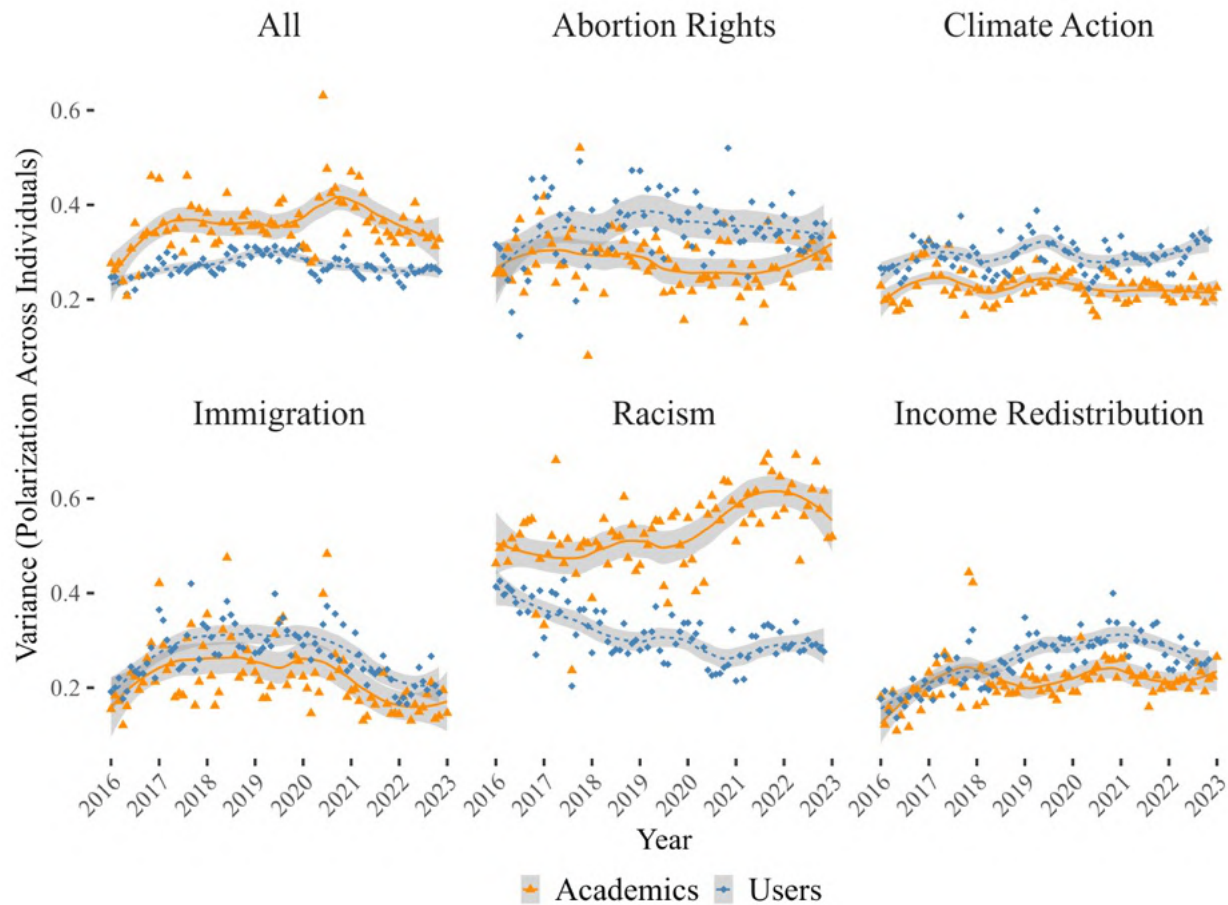 All
Abortion Rights
Climate Action
Variance (Polarization Across Individuals)
0.6
0.4
0.2
Immigration
Racism
Income Redistribution
0.6
0.4
0.2
2016 2017 2018 2019 2020 2021 2022 2023
2016 2017 2018 2019 2020 2021 2022 2023
2016 2017 2018 2019 2020 2021 2022 2023
Year
Academics Users